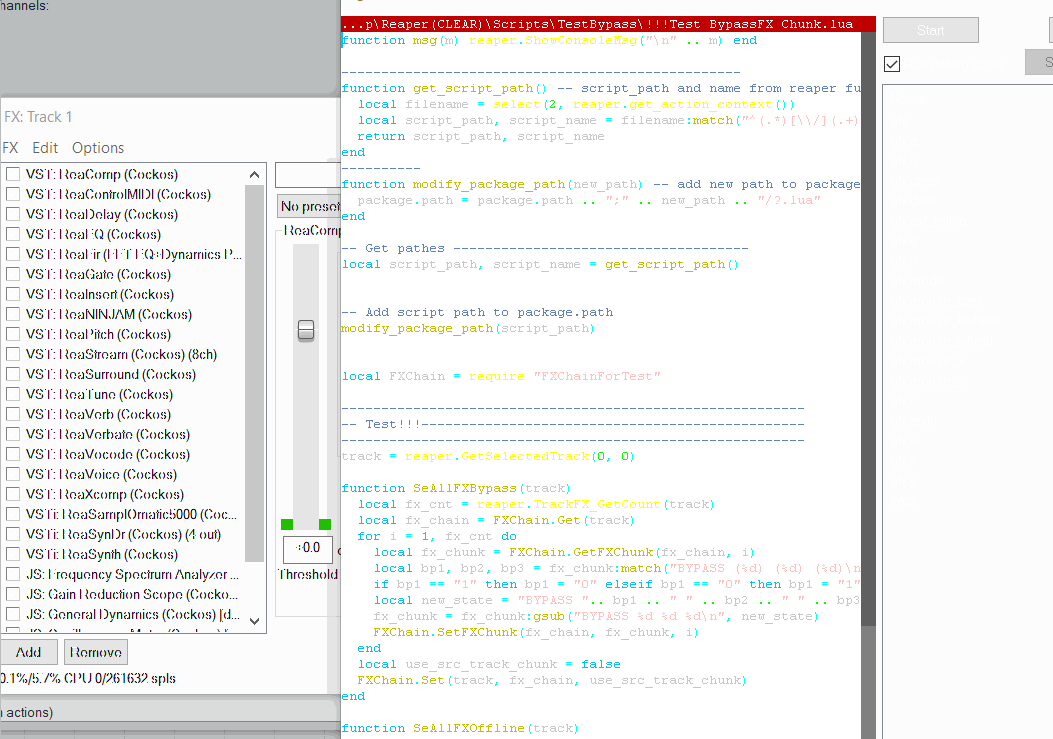 hannels:
FX: Track 1
FX Edit Options
VST: ReaComp (Cockos)
VST: ReaControlMIDI (Cockos)
VST: ReaDelay (Cockos)
VST: ReaEQ (Cockos)
VST: ReaFir (FFT EQ+Dynamics P...
VST: ReaGate (Cockos)
VST: ReaInsert (Cockos)
VST: ReaNINJAM (Cockos)
VST: ReaPitch (Cockos)
VST: ReaStream (Cockos) (8ch)
VST: ReaSurround (Cockos)
VST: ReaTune (Cockos)
VST: ReaVerb (Cockos)
VST: ReaVerbate (Cockos)
VST: ReaVocode (Cockos)
VST: ReaVoice (Cockos)
VST: ReaXcomp (Cockos)
VSTi: ReaSamplOmatic5000 (Coc...
VSTi: ReaSynDr (Cockos) (4 out)
VSTi: ReaSynth (Cockos)
JS: Frequency Spectrum Analyzer ...
JS: Gain Reduction Scope (Cocko...
JS: General Dynamics (Cockos) [d...
Add Remove
0.1%/5.7% CPU 0/261632 spls
n actions)
No preset
ReaComp
+0.0
Threshold
...p\Reaper(CLEAR)\Scripts\TestBypass\!!!Test BypassFX Chunk.lua
function msg(m) reaper.ShowConsoleMsg("\n" .. m) end
--------------------------------------------------
function get_script_path() -- script_path and name from reaper fu
local filename = select(2, reaper.get_action_context())
local script_path, script_name = filename:match("^(.*)[\\/](.+)
return script_path, script_name
end
----------
function modify_package_path(new_path) -- add new path to package
package.path = package.path .. ";" .. new_path .. "/?.lua"
end
-- Get pathes -------------------------------------
local script_path, script_name = get_script_path()
-- Add script path to package.path
modify_package_path(script_path)
local FXChain = require "FXChainForTest"
----------------------------------------------------------
-- Test!!!------------------------------------------------
----------------------------------------------------------
track = reaper.GetSelectedTrack(0, 0)
function SeAllFXBypass(track)
local fx_cnt = reaper.TrackFX_GetCount(track)
local fx_chain = FXChain.Get(track)
for i = 1, fx_cnt do
local fx_chunk = FXChain.GetFXChunk(fx_chain, i)
local bp1, bp2, bp3 = fx_chunk:match("BYPASS (%d) (%d) (%d)\n
if bp1 == "1" then bp1 = "0" elseif bp1 == "0" then bp1 = "1"
local new_state = "BYPASS ".. bp1 .. " " .. bp2 .. " " .. bp3
fx_chunk = fx_chunk:gsub("BYPASS %d %d %d\n", new_state)
FXChain.SetFXChunk(fx_chain, fx_chunk, i)
end
local use_src_track_chunk = false
FXChain.Set(track, fx_chain, use_src_track_chunk)
end
function SeAllFXOffline(track)
Start
S